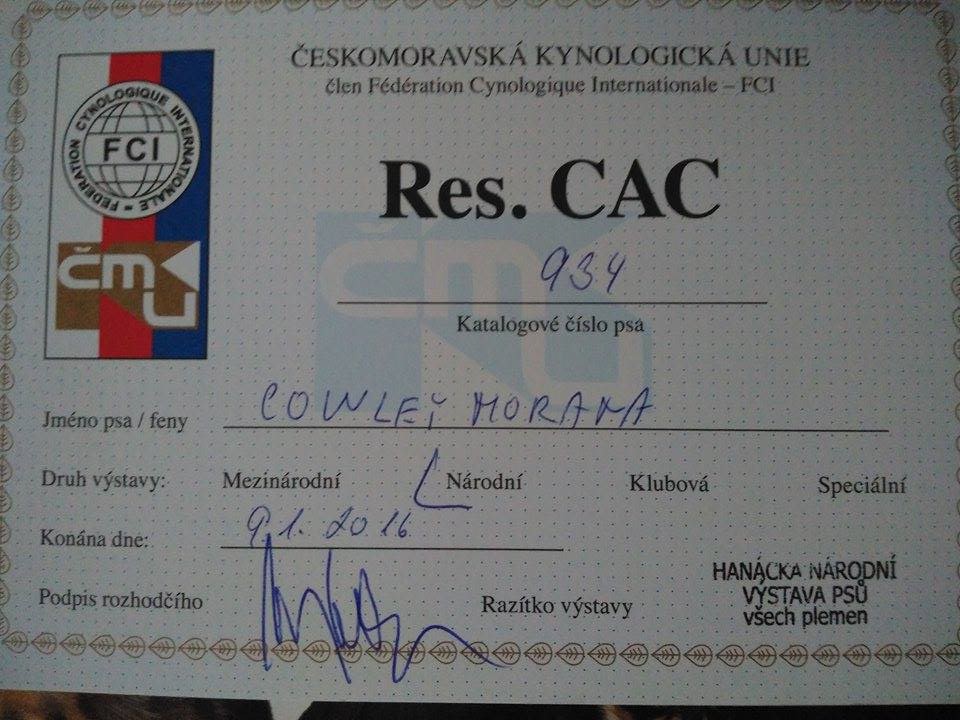 ČESKOMORAVSKÁ KYNOLOGICKÁ UNIE
člen Fédération Cynologique Internationale – FCI
FEDERATION CYNOLOGIQUE INTERNATIONALE
FCI
čmu
Res. CAC
934
Katalogové číslo psa
Jméno psa / feny COWLEY MORAMA
Druh výstavy: Mezinárodní Národní Klubová Speciální
Konána dne: 9.1.2016
Podpis rozhodčího
Razítko výstavy
HANÁCKÁ NÁRODNÍ
VÝSTAVA PSŮ
všech plemen